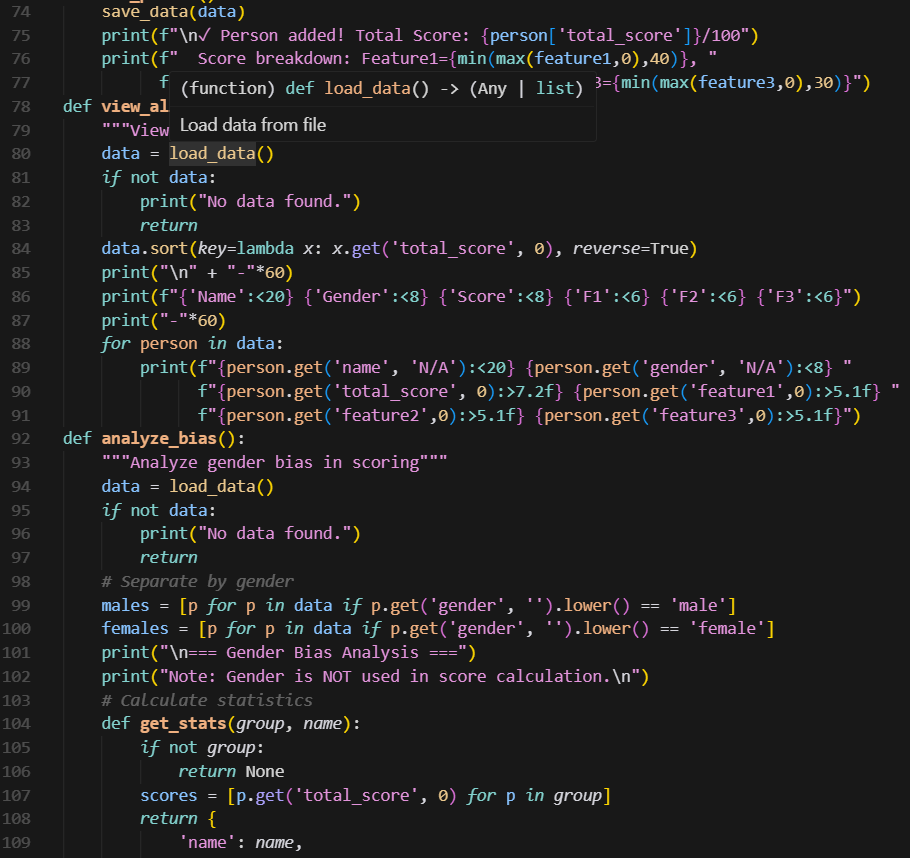 74 save_data(data)
75 print(f"\n✓ Person added! Total Score: {person['total_score']}/100")
76 print(f"  Score breakdown: Feature1={min(max(feature1,0),40)}, "
77 f 3={min(max(feature3,0),30)}")
(function) def load_data() -> (Any | list)
Load data from file
78 def view_al
79 """View
80 data = load_data()
81 if not data:
82 print("No data found.")
83 return
84 data.sort(key=lambda x: x.get('total_score', 0), reverse=True)
85 print("\n" + "-"*60)
86 print(f"{'Name':<20} {'Gender':<8} {'Score':<8} {'F1':<6} {'F2':<6} {'F3':<6}")
87 print("-"*60)
88 for person in data:
89 print(f"{person.get('name', 'N/A'):<20} {person.get('gender', 'N/A'):<8} "
90 f"{person.get('total_score', 0):>7.2f} {person.get('feature1',0):>5.1f} "
91 f"{person.get('feature2',0):>5.1f} {person.get('feature3',0):>5.1f}")
92 def analyze_bias():
93 """Analyze gender bias in scoring"""
94 data = load_data()
95 if not data:
96 print("No data found.")
97 return
98 # Separate by gender
99 males = [p for p in data if p.get('gender', '').lower() == 'male']
100 females = [p for p in data if p.get('gender', '').lower() == 'female']
101 print("\n=== Gender Bias Analysis ===")
102 print("Note: Gender is NOT used in score calculation.\n")
103 # Calculate statistics
104 def get_stats(group, name):
105 if not group:
106 return None
107 scores = [p.get('total_score', 0) for p in group]
108 return {
109 'name': name,